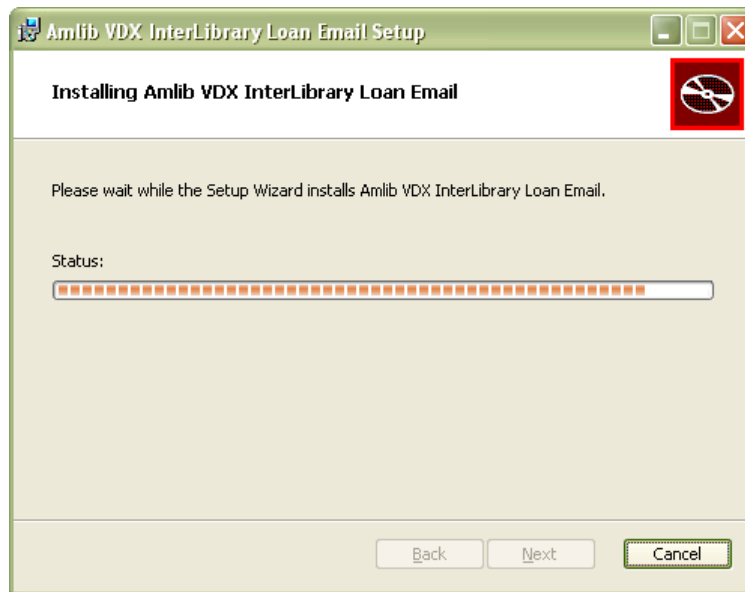 Amlib VDX InterLibrary Loan Email Setup
Installing Amlib VDX InterLibrary Loan Email
Please wait while the Setup Wizard installs Amlib VDX InterLibrary Loan Email.
Status:
Back Next Cancel